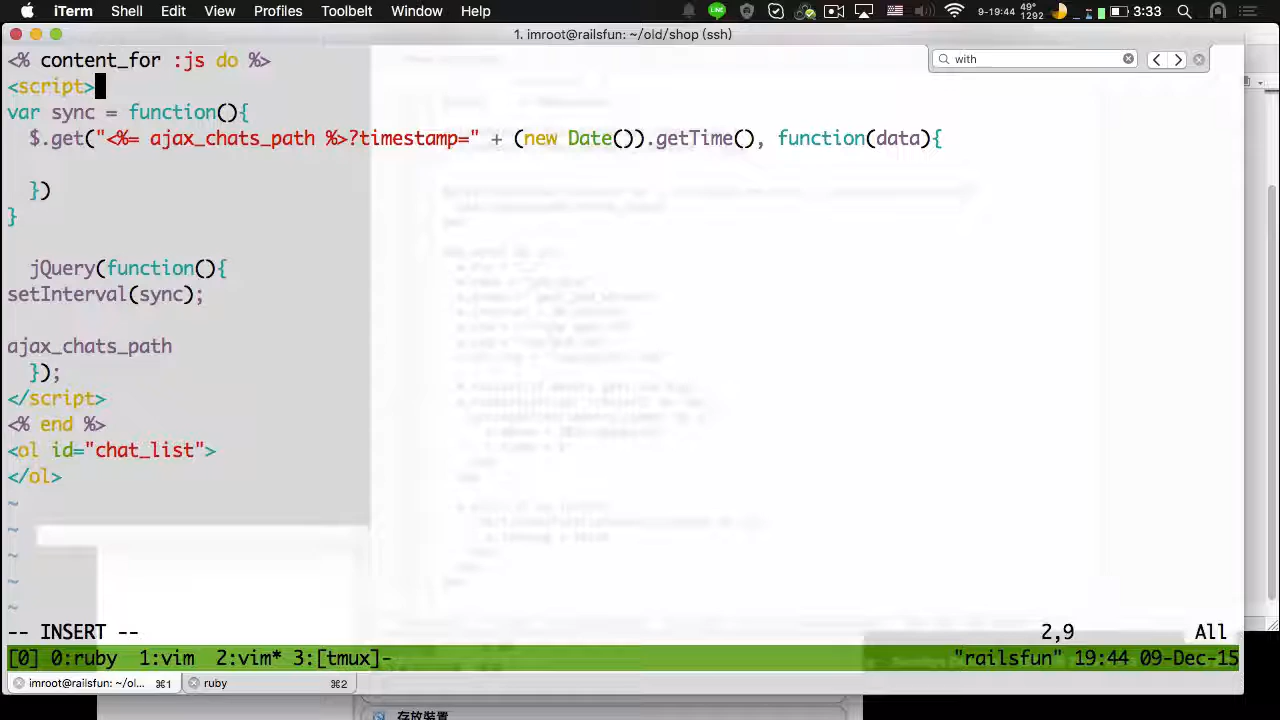 iTerm Shell Edit View Profiles Toolbelt Window Help 9-19:44 49° 1292 3:33
1. imroot@railsfun: ~/old/shop (ssh)
with
<% content_for :js do %>
<script>
var sync = function(){
  $.get("<%= ajax_chats_path %>?timestamp=" + (new Date()).getTime(), function(data){
  })
}
  jQuery(function(){
setInterval(sync);
ajax_chats_path
  });
</script>
<% end %>
<ol id="chat_list">
</ol>
~
~
~
~
~
-- INSERT -- 2,9 All
[0] 0:ruby 1:vim 2:vim* 3:[tmux]- "railsfun" 19:44 09-Dec-15
imroot@railsfun: ~/ol... ⌘1 ruby ⌘2
存放裝置